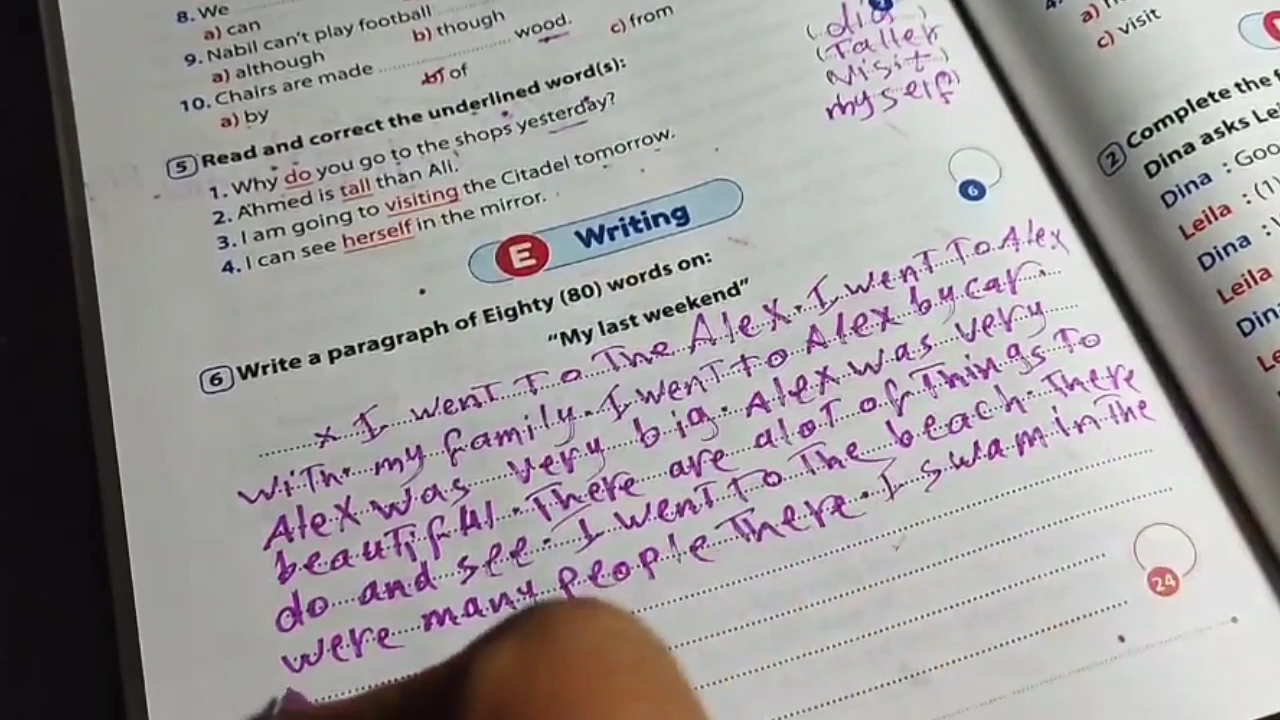 8. We
a) can
9. Nabil can't play football
a) although b) though c) from
10. Chairs are made .................... wood.
a) by b) of
5 Read and correct the underlined word(s):
1. Why do you go to the shops yesterday?
2. Ahmed is tall than Ali.
3. I am going to visiting the Citadel tomorrow.
4. I can see herself in the mirror.
(did)
(Taller
Visit)
myself)
6
E Writing
6 Write a paragraph of Eighty (80) words on:
"My last weekend"
x I went To The Alex. I went To Alex
with my family. I went To Alex by car.
Alex was very big. Alex was very
beautiful. There are alot of Things to
do and see. I went to The beach. There
were many people There. I swam in the
24
a)
c) visit
2 Complete the
Dina asks
Dina : Goo
Leila : (1)
Dina :
Leila